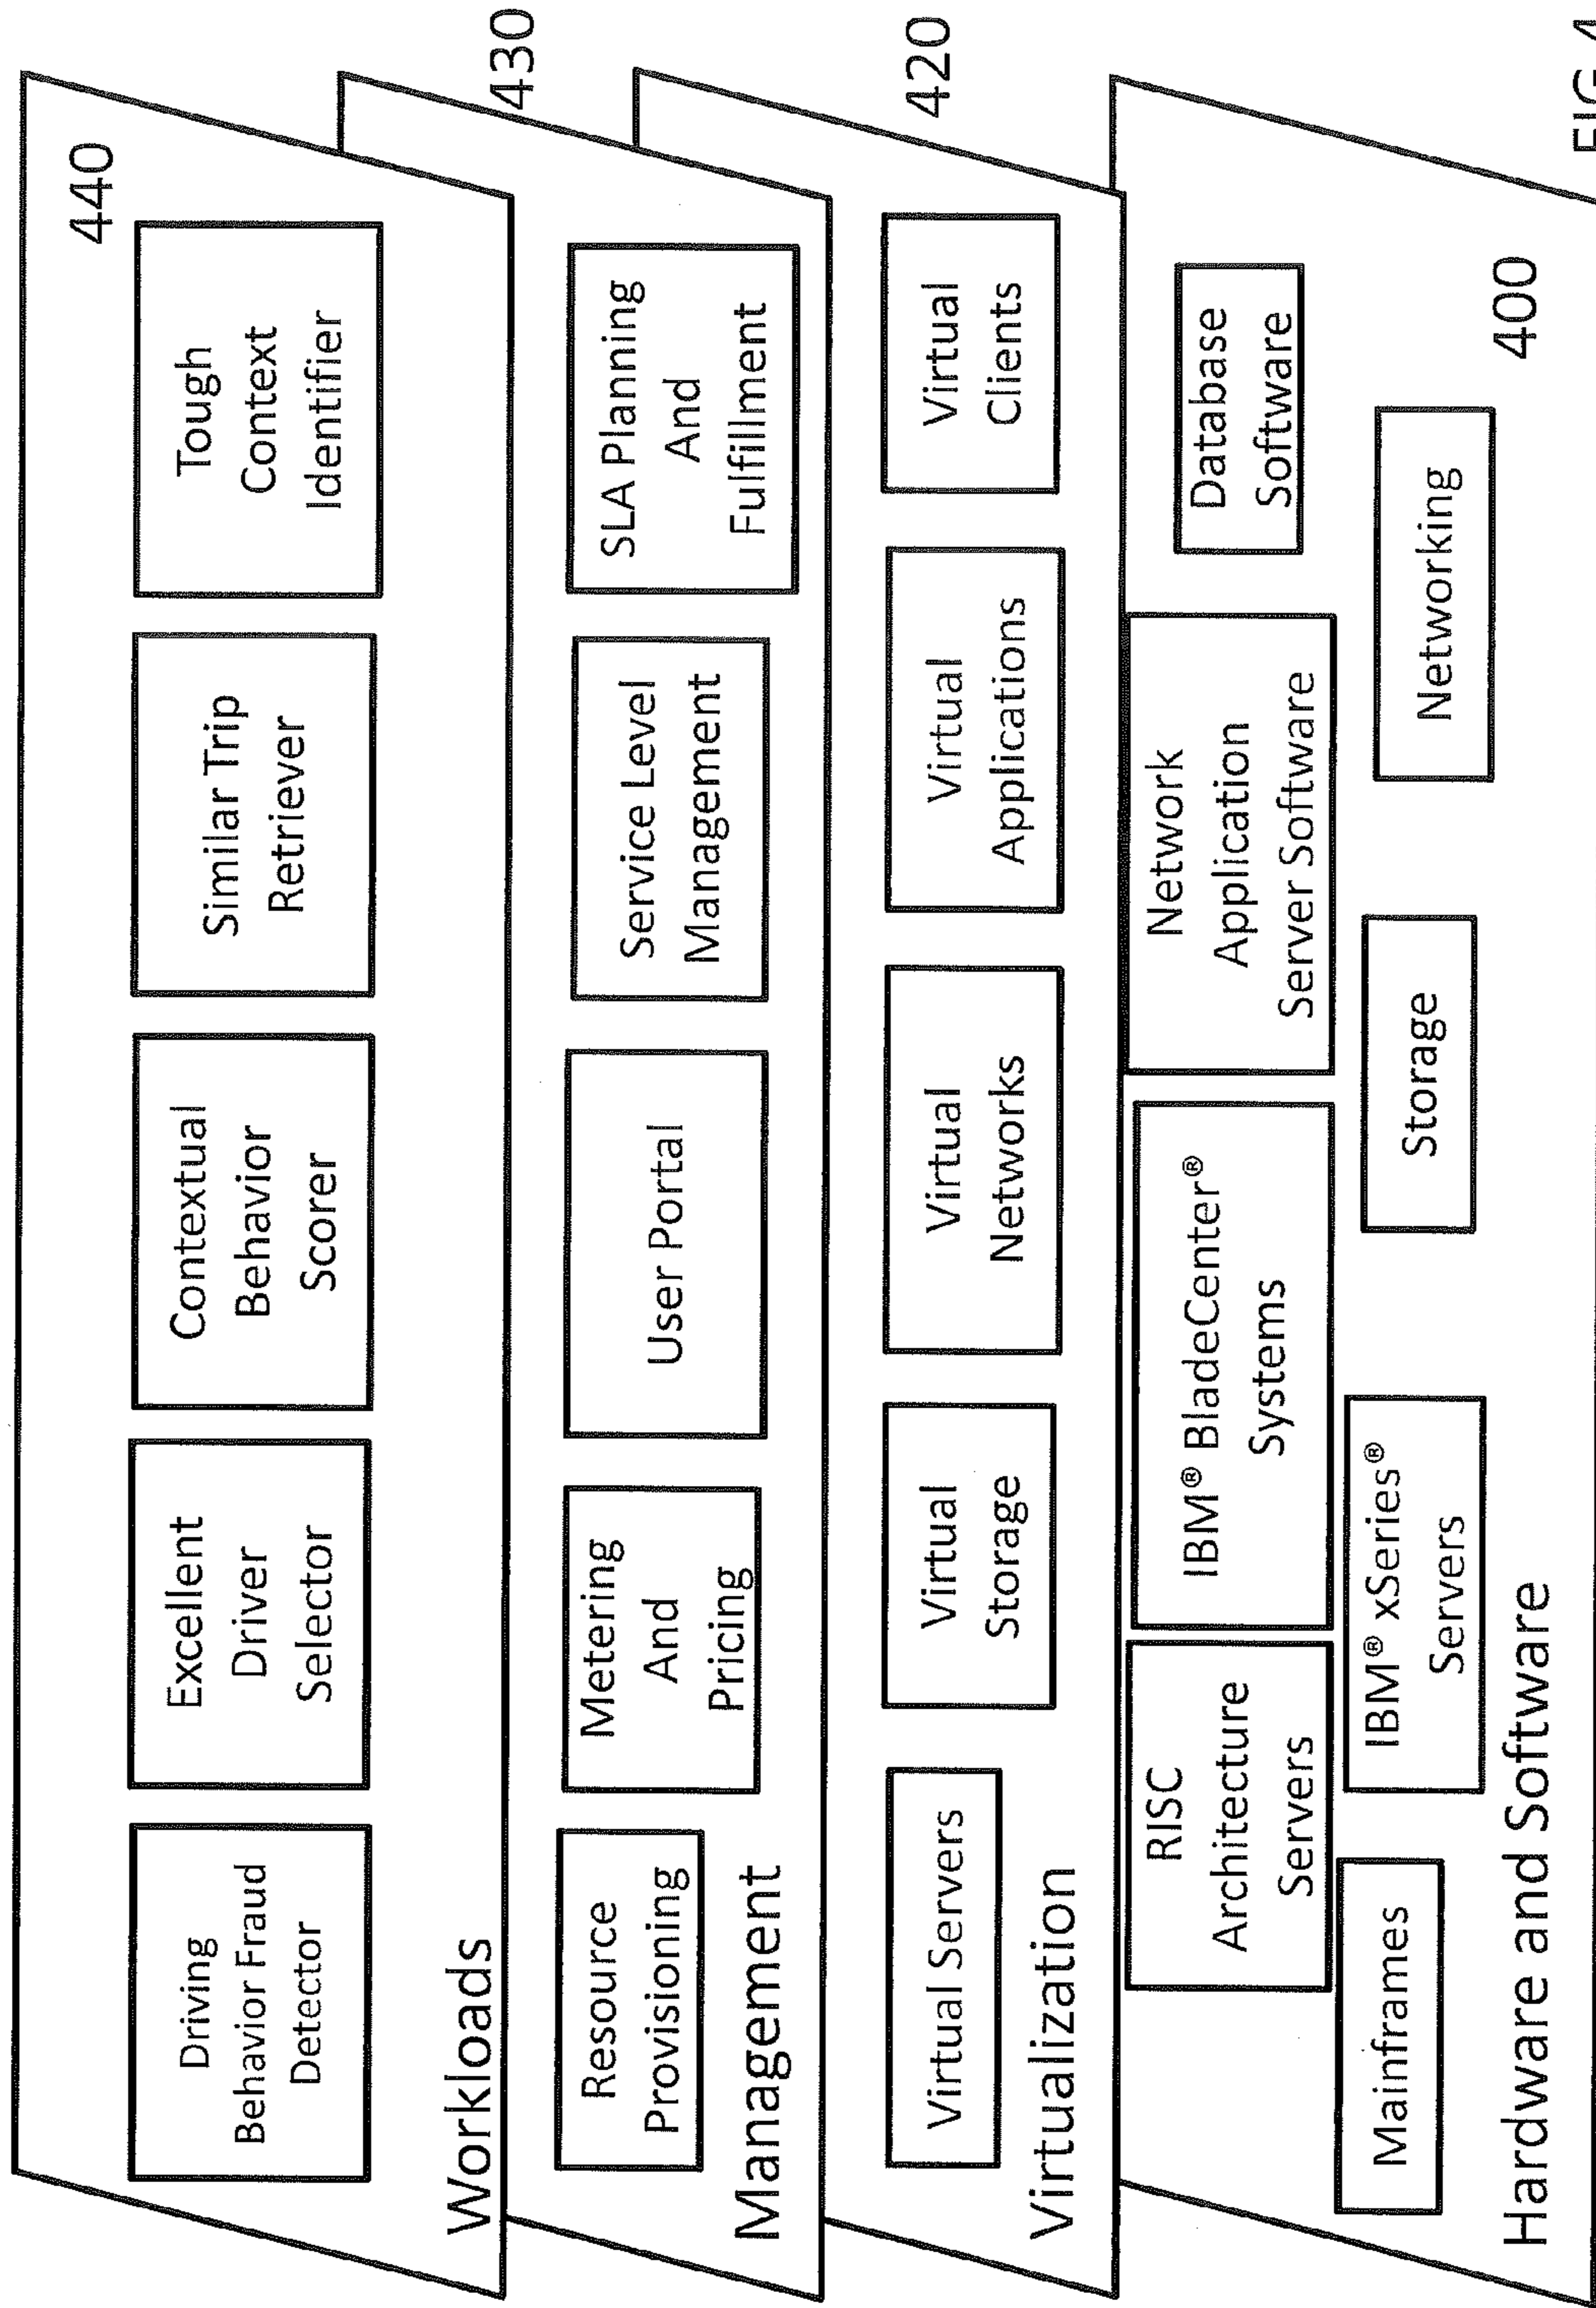 440
Driving
Behavior Fraud
Detector
Excellent
Driver
Selector
Contextual
Behavior
Scorer
Similar Trip
Retriever
Tough
Context
Identifier
Workloads
430
Resource
Provisioning
Metering
And
Pricing
User Portal
Service Level
Management
SLA Planning
And
Fulfillment
Management
420
Virtual Servers
Virtual
Storage
Virtual
Networks
Virtual
Applications
Virtual
Clients
Virtualization
RISC
Architecture
Servers
IBM® BladeCenter®
Systems
Network
Application
Server Software
Database
Software
Mainframes
IBM® xSeries®
Servers
Storage
Networking
Hardware and Software
400
FIG 4